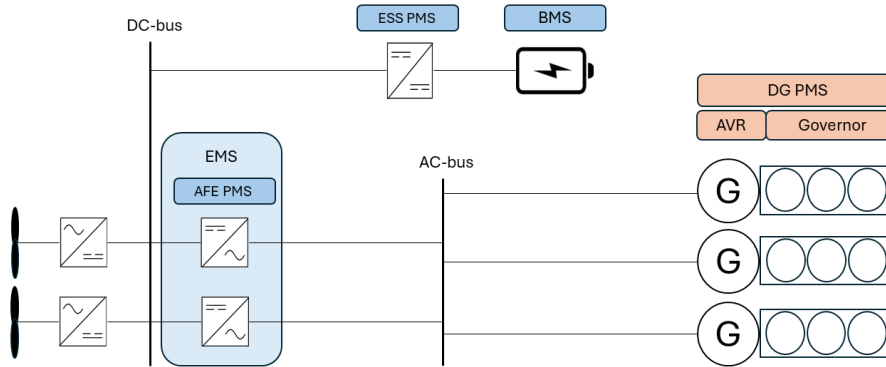 ESS PMS
BMS
DC-bus
DG PMS
AVR
Governor
EMS
AC-bus
AFE PMS
G
G
G